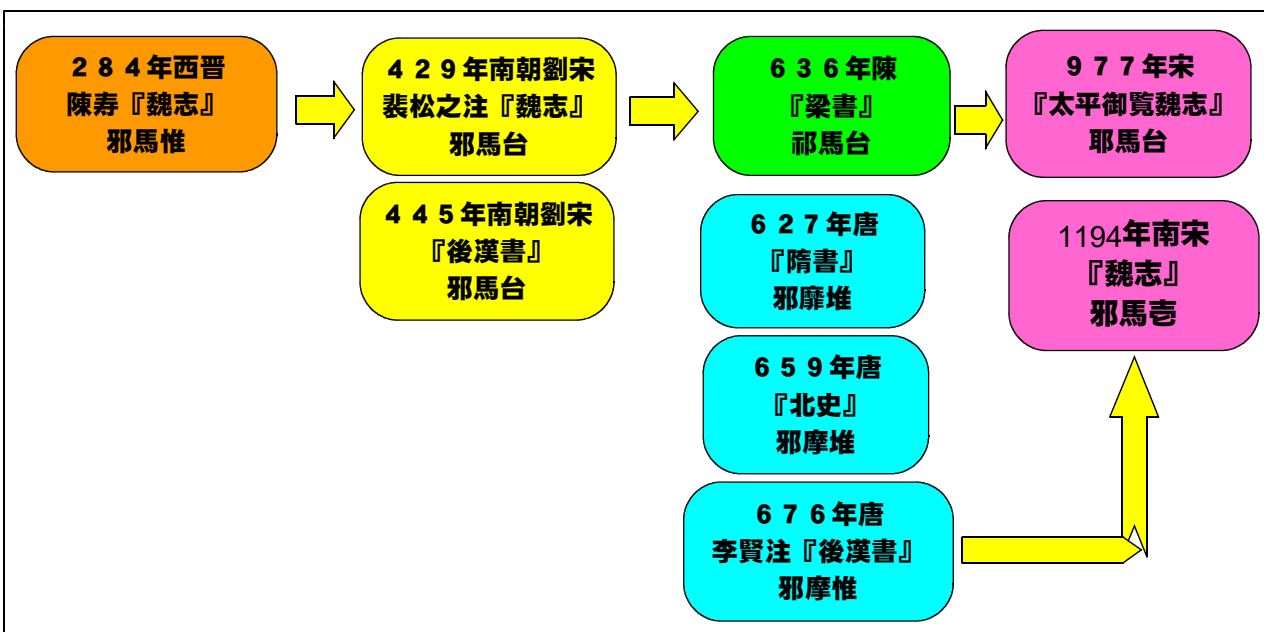 ２８４年西晋
陳寿『魏志』
邪馬惟
４２９年南朝劉宋
裴松之注『魏志』
邪馬台
４４５年南朝劉宋
『後漢書』
邪馬台
６３６年陳
『梁書』
祁馬台
６２７年唐
『隋書』
邪靡堆
６５９年唐
『北史』
邪摩堆
６７６年唐
李賢注『後漢書』
邪摩惟
９７７年宋
『太平御覧魏志』
耶馬台
1194年南宋
『魏志』
邪馬壱